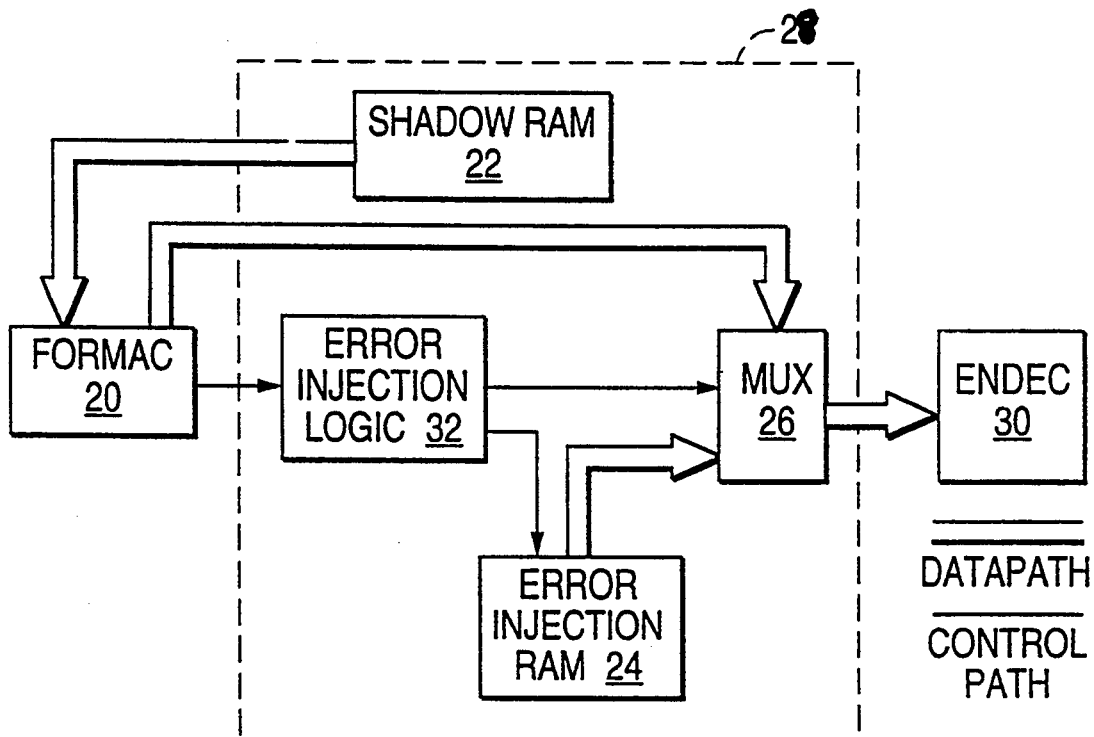 28
SHADOW RAM
22
FORMAC
20
ERROR
INJECTION
LOGIC 32
MUX
26
ENDEC
30
ERROR
INJECTION
RAM 24
DATAPATH
CONTROL
PATH